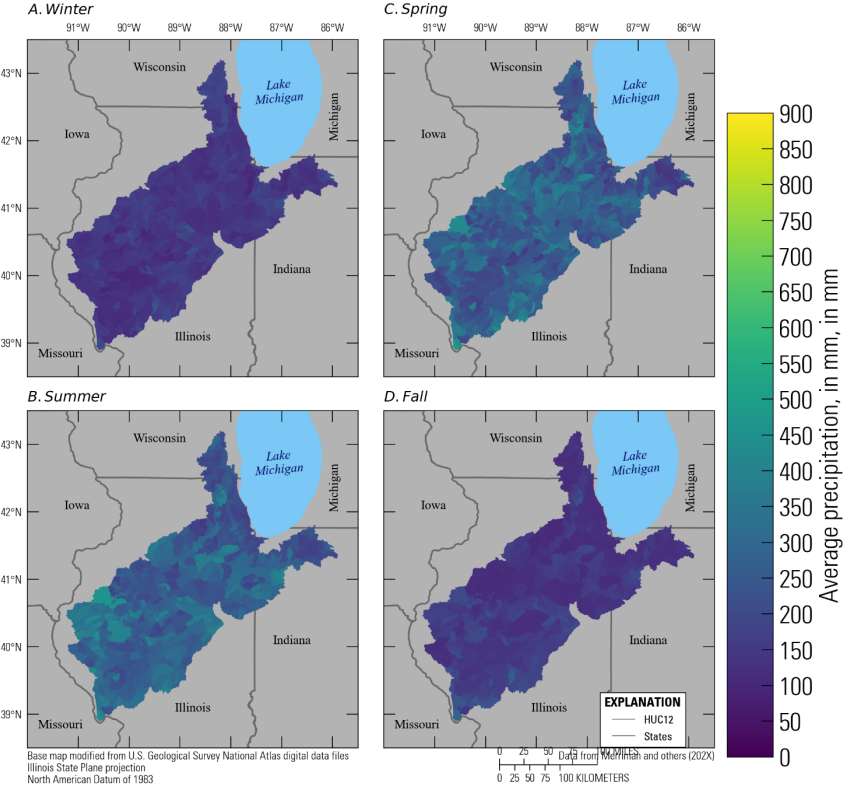 A. Winter
C. Spring
91°W 90°W 89°W 88°W 87°W 86°W
91°W 90°W 89°W 88°W 87°W 86°W
43°N
42°N
41°N
40°N
39°N
Wisconsin
Lake
Michigan
Michigan
Iowa
Indiana
Illinois
Missouri
Wisconsin
Lake
Michigan
Michigan
Iowa
Indiana
Illinois
Missouri
B. Summer
D. Fall
43°N
42°N
41°N
40°N
39°N
Wisconsin
Lake
Michigan
Michigan
Iowa
Indiana
Illinois
Missouri
Wisconsin
Lake
Michigan
Michigan
Iowa
Indiana
Illinois
Missouri
EXPLANATION
HUC12
States
900
850
800
750
700
650
600
550
500
450
400
350
300
250
200
150
100
50
0
Average precipitation, in mm, in mm
Base map modified from U.S. Geological Survey National Atlas digital data files
Illinois State Plane projection
North American Datum of 1983
Data from Merriman and others (202X)
0 25 50 75 100 MILES
0 25 50 75 100 KILOMETERS